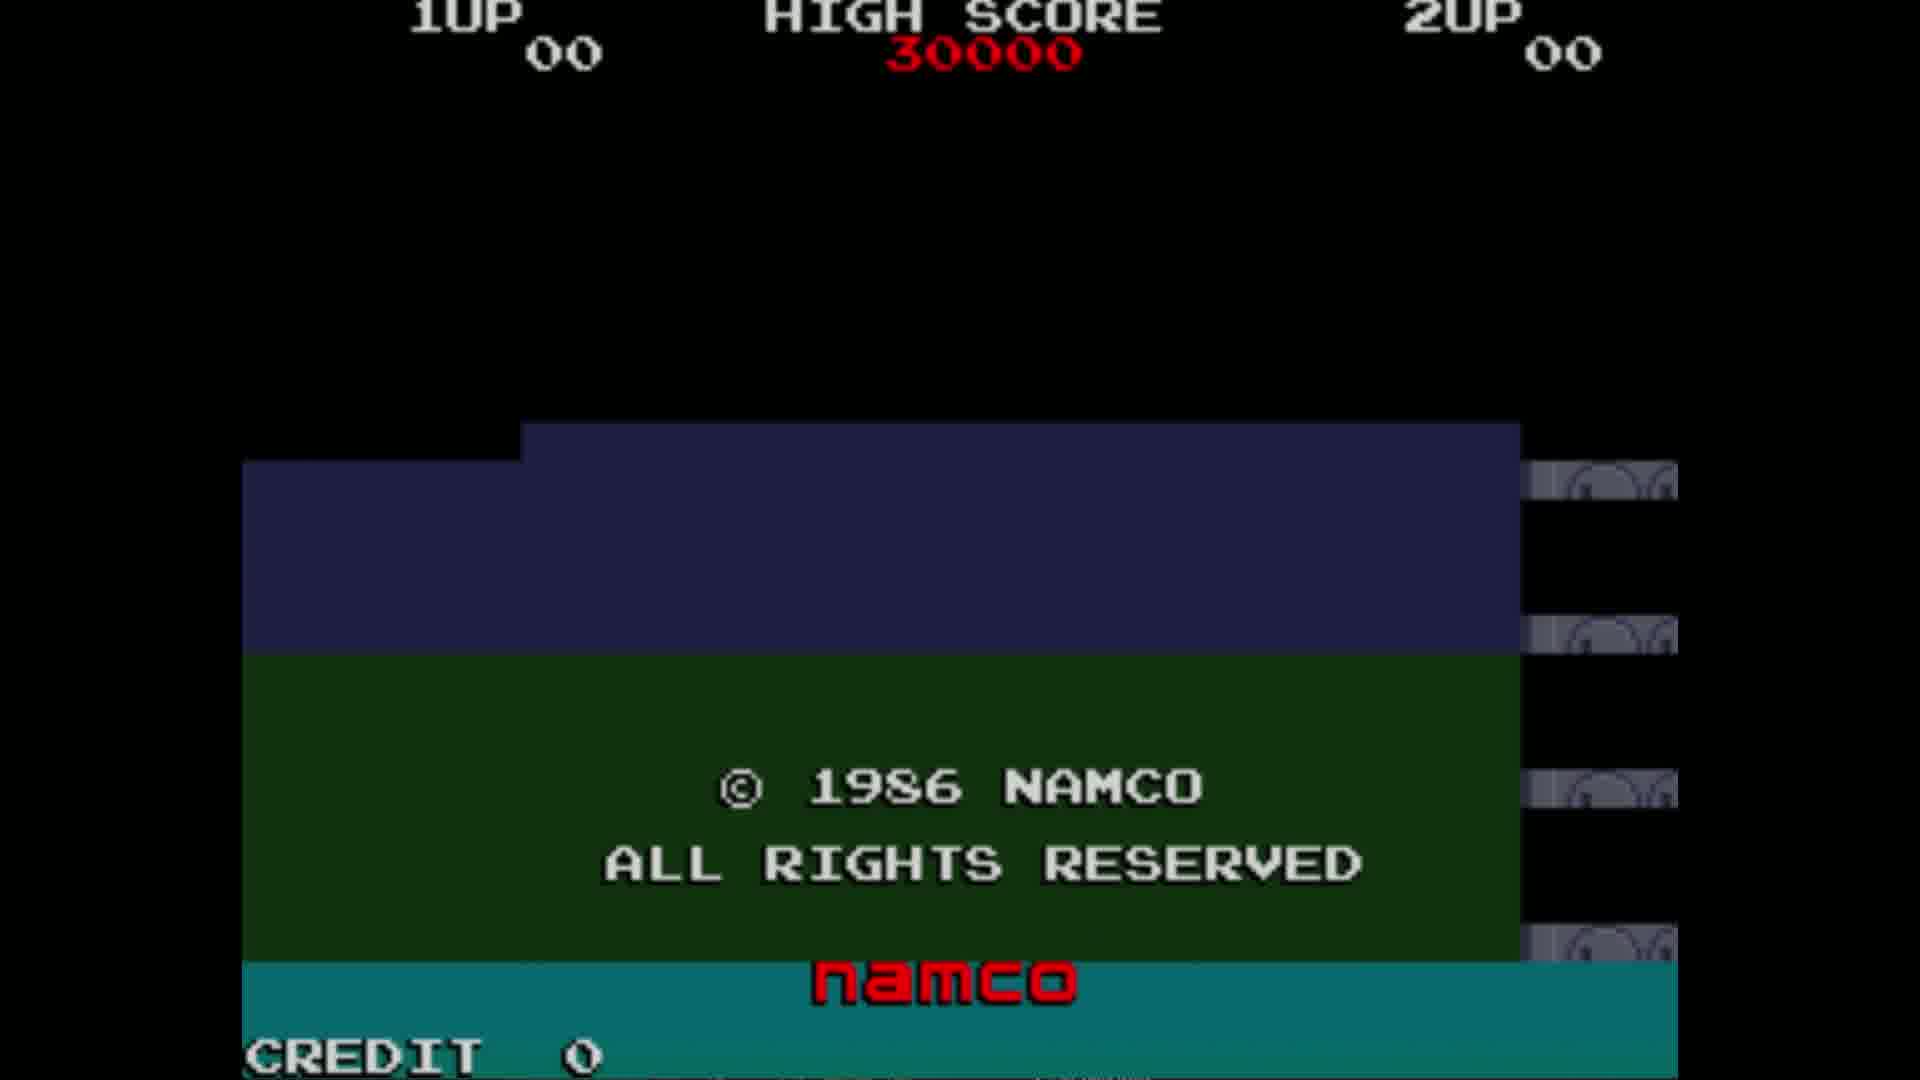 1UP HIGH SCORE 2UP
00 30000 00
© 1986 NAMCO
ALL RIGHTS RESERVED
namco
CREDIT 0